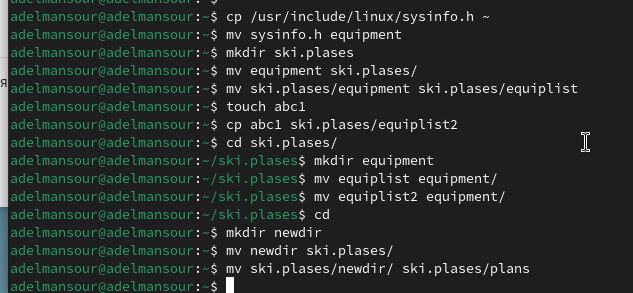 adelmansour@adelmansour:~$ cp /usr/include/linux/sysinfo.h ~
adelmansour@adelmansour:~$ mv sysinfo.h equipment
adelmansour@adelmansour:~$ mkdir ski.plases
adelmansour@adelmansour:~$ mv equipment ski.plases/
adelmansour@adelmansour:~$ mv ski.plases/equipment ski.plases/equiplist
adelmansour@adelmansour:~$ touch abc1
adelmansour@adelmansour:~$ cp abc1 ski.plases/equiplist2
adelmansour@adelmansour:~$ cd ski.plases/
adelmansour@adelmansour:~/ski.plases$ mkdir equipment
adelmansour@adelmansour:~/ski.plases$ mv equiplist equipment/
adelmansour@adelmansour:~/ski.plases$ mv equiplist2 equipment/
adelmansour@adelmansour:~/ski.plases$ cd
adelmansour@adelmansour:~$ mkdir newdir
adelmansour@adelmansour:~$ mv newdir ski.plases/
adelmansour@adelmansour:~$ mv ski.plases/newdir/ ski.plases/plans
adelmansour@adelmansour:~$
я